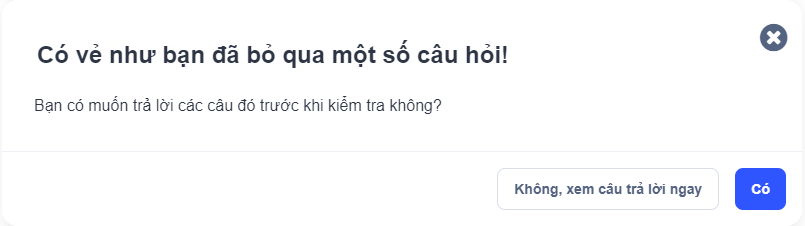 Có vẻ như bạn đã bỏ qua một số câu hỏi!
Bạn có muốn trả lời các câu đó trước khi kiểm tra không?
Không, xem câu trả lời ngay
Có